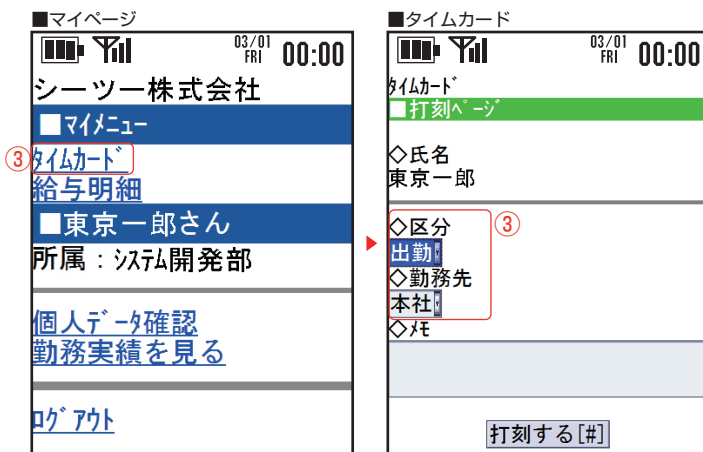 ■マイページ
03/01
FRI 00:00
シーツー株式会社
■ﾏｲﾒﾆｭｰ
③ﾀｲﾑｶｰﾄﾞ
給与明細
■東京一郎さん
所属：ｼｽﾃﾑ開発部
個人ﾃﾞｰﾀ確認
勤務実績を見る
ﾛｸﾞｱｳﾄ
■タイムカード
03/01
FRI 00:00
ﾀｲﾑｶｰﾄﾞ
■打刻ﾍﾟｰｼﾞ
◇氏名
東京一郎
◇区分 ③
出勤
◇勤務先
本社
◇ﾒﾓ
打刻する[#]